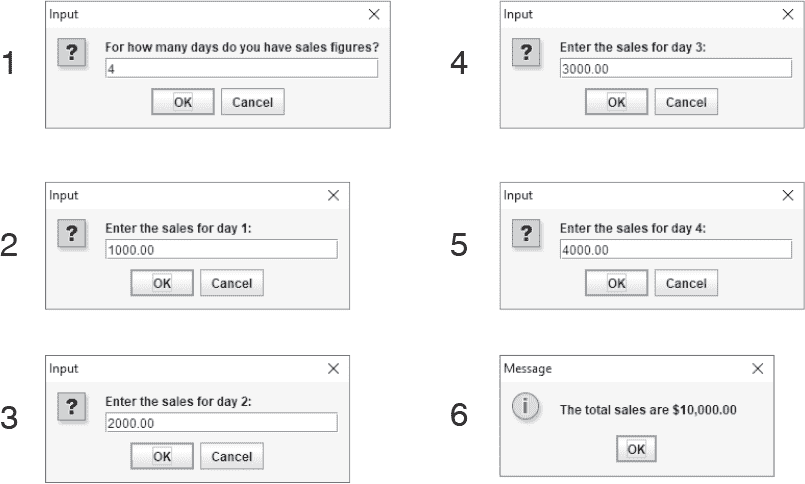 1
Input
For how many days do you have sales figures?
4
OK Cancel
2
Input
Enter the sales for day 1:
1000.00
OK Cancel
3
Input
Enter the sales for day 2:
2000.00
OK Cancel
4
Input
Enter the sales for day 3:
3000.00
OK Cancel
5
Input
Enter the sales for day 4:
4000.00
OK Cancel
6
Message
The total sales are $10,000.00
OK